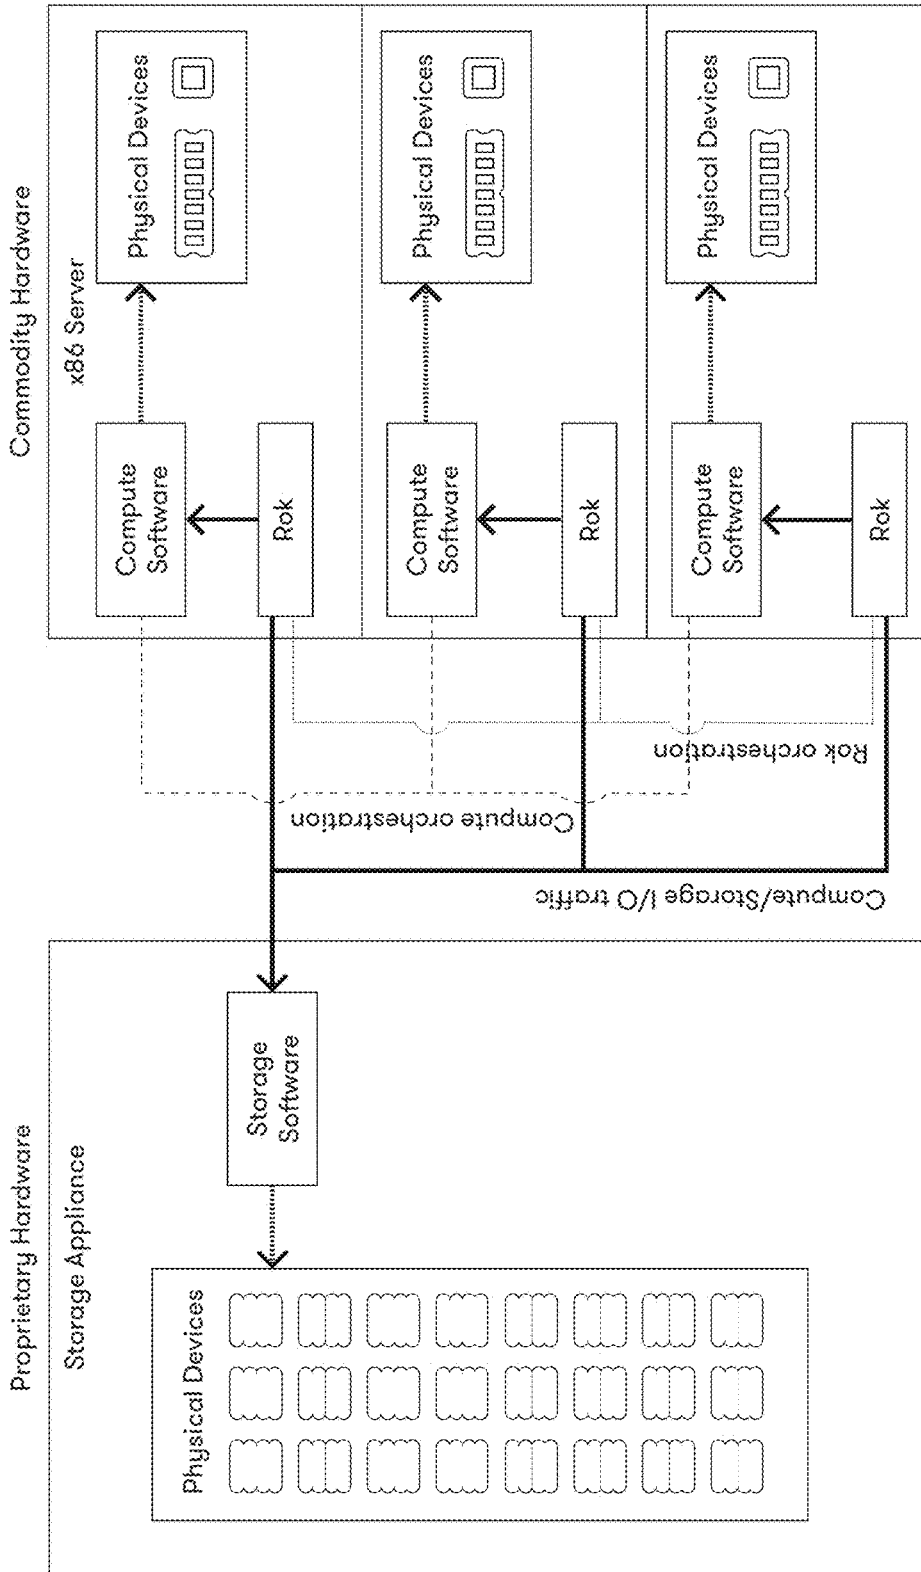 Proprietary Hardware
Storage Appliance
Physical Devices
Storage
Software
Commodity Hardware
x86 Server
Compute
Software
Rok
Physical Devices
Compute
Software
Rok
Physical Devices
Compute
Software
Rok
Physical Devices
Compute/Storage I/O traffic
Compute orchestration
Rok orchestration